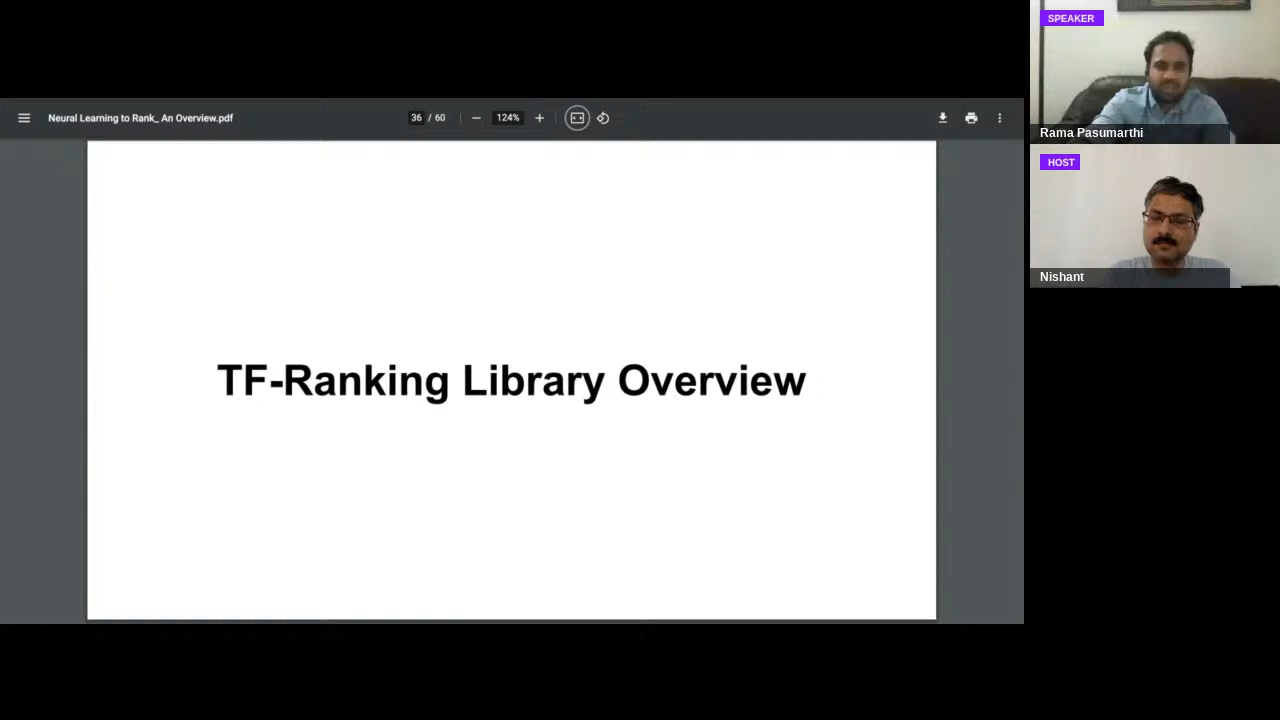 Neural Learning to Rank_ An Overview.pdf
36 / 60
124%
TF-Ranking Library Overview
SPEAKER
Rama Pasumarthi
HOST
Nishant